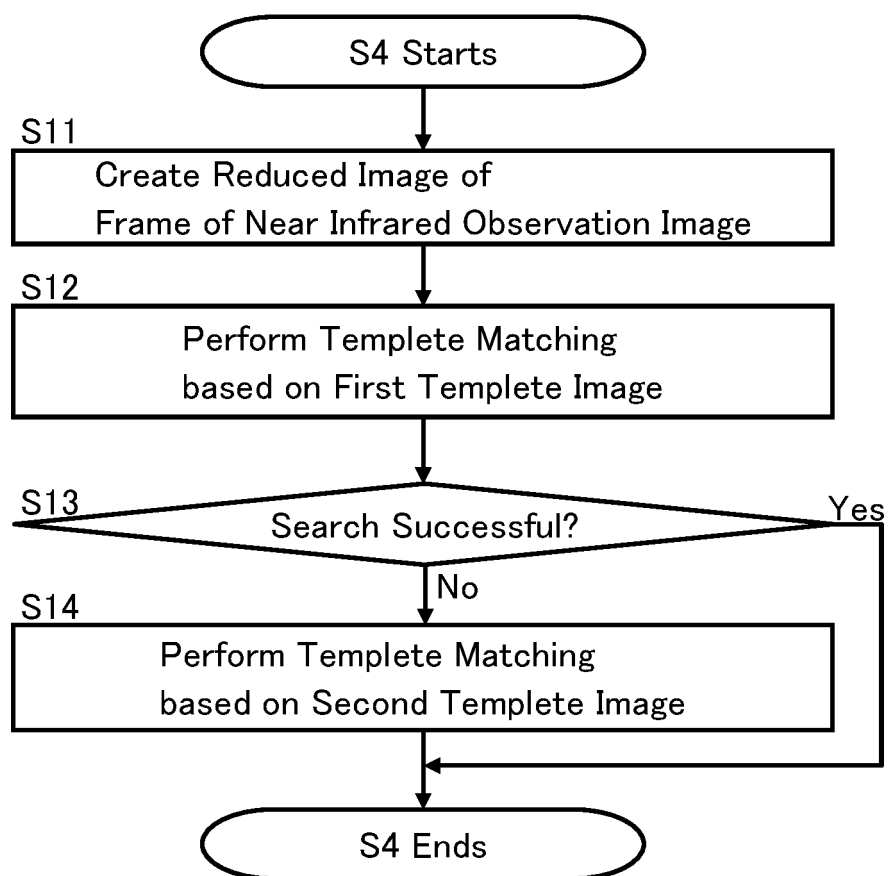 S4 Starts
S11
Create Reduced Image of
Frame of Near Infrared Observation Image
S12
Perform Templete Matching
based on First Templete Image
S13
Search Successful?
Yes
No
S14
Perform Templete Matching
based on Second Templete Image
S4 Ends